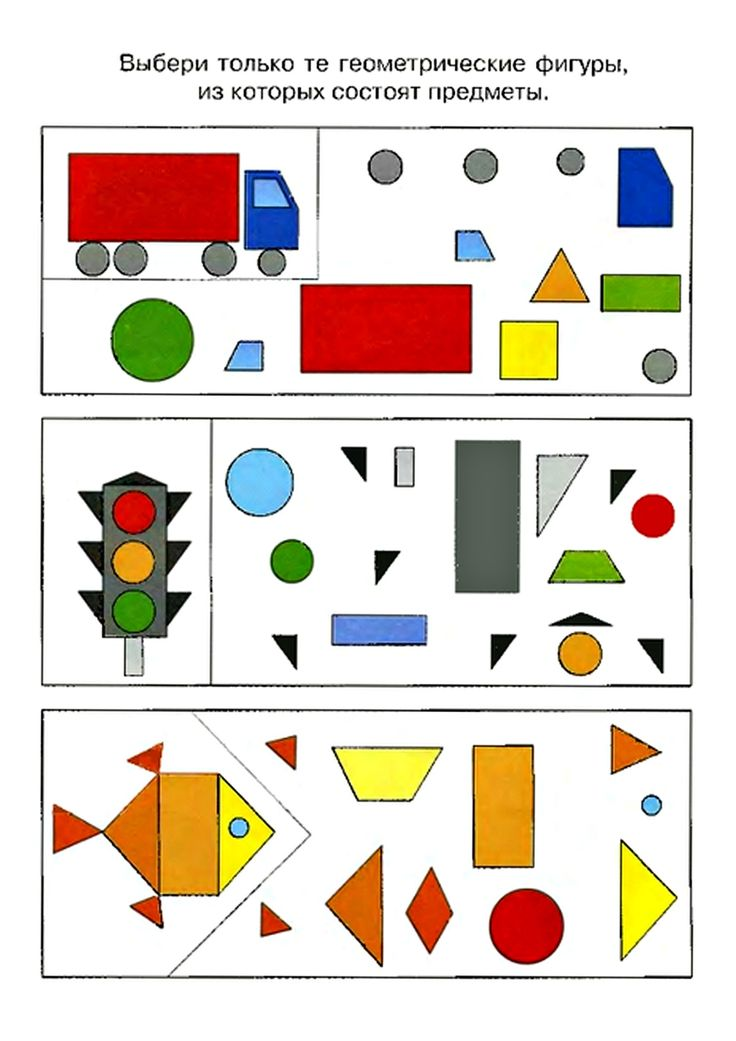 Выбери только те геометрические фигуры,
из которых состоят предметы.